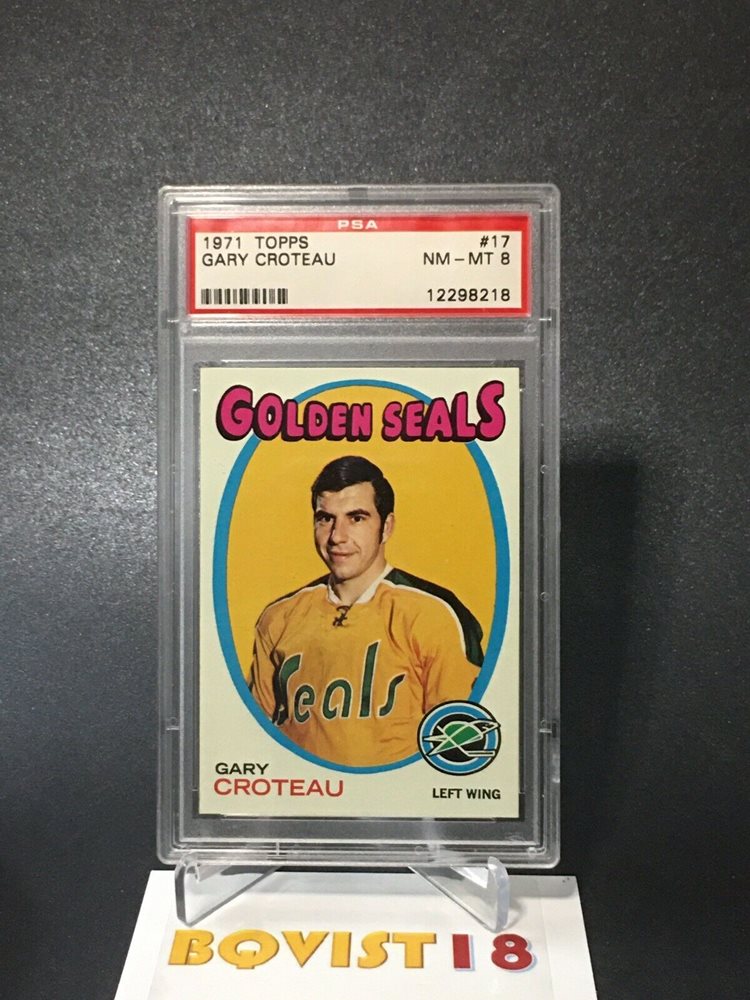 PSA
1971 TOPPS #17
GARY CROTEAU NM-MT 8
12298218
GOLDEN SEALS
Seals
GARY
CROTEAU
LEFT WING
BQVIST18